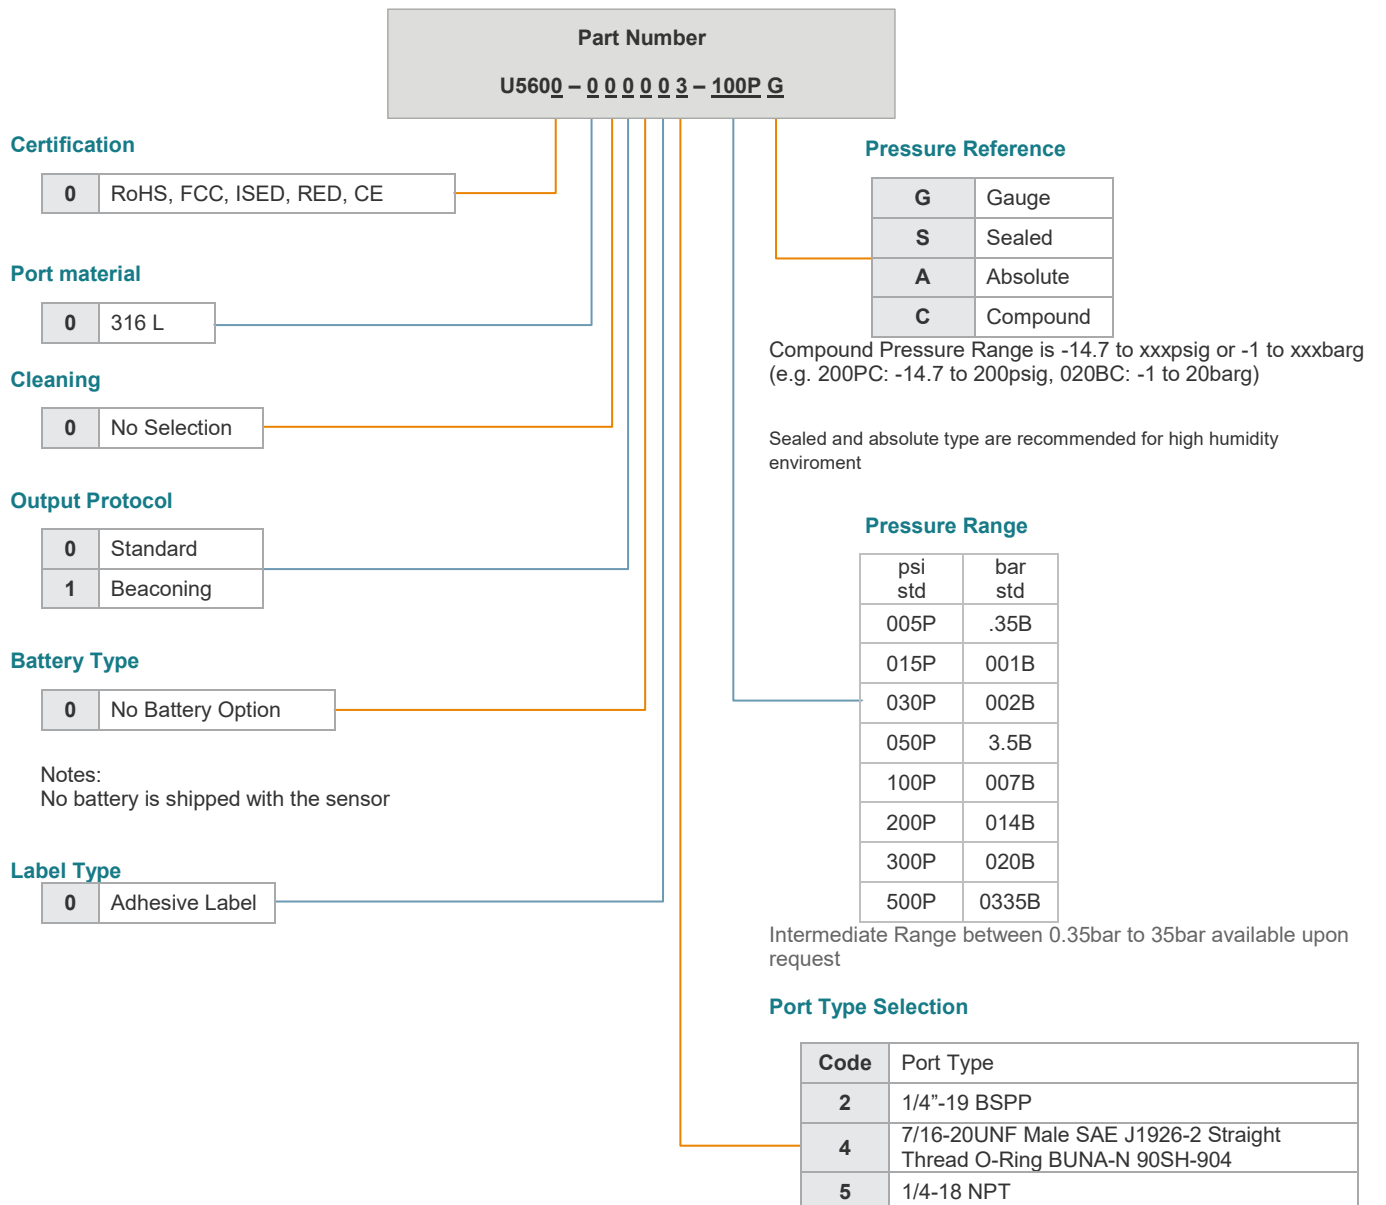 Part Number
U5600 – 0 0 0 0 0 3 – 100P G
Certification
0 RoHS, FCC, ISED, RED, CE
Port material
0 316 L
Cleaning
0 No Selection
Output Protocol
0 Standard
1 Beaconing
Battery Type
0 No Battery Option
Notes:
No battery is shipped with the sensor
Label Type
0 Adhesive Label
Pressure Reference
G Gauge
S Sealed
A Absolute
C Compound
Compound Pressure Range is -14.7 to xxxpsig or -1 to xxxbarg
(e.g. 200PC: -14.7 to 200psig, 020BC: -1 to 20barg)
Sealed and absolute type are recommended for high humidity
enviroment
Pressure Range
psi bar
std std
005P .35B
015P 001B
030P 002B
050P 3.5B
100P 007B
200P 014B
300P 020B
500P 0335B
Intermediate Range between 0.35bar to 35bar available upon
request
Port Type Selection
Code Port Type
2 1/4”-19 BSPP
4 7/16-20UNF Male SAE J1926-2 Straight
Thread O-Ring BUNA-N 90SH-904
5 1/4-18 NPT